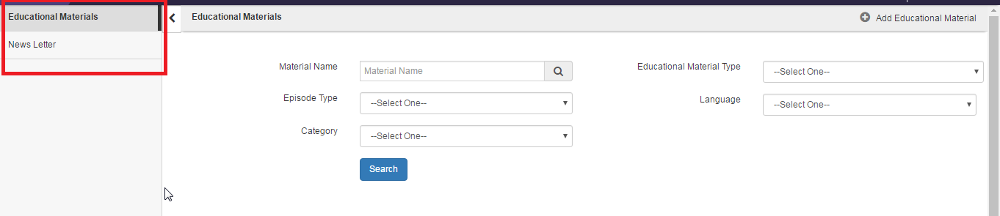 Educational Materials
News Letter
Educational Materials
Add Educational Material
Material Name
Material Name
Educational Material Type
--Select One--
Episode Type
--Select One--
Language
--Select One--
Category
--Select One--
Search